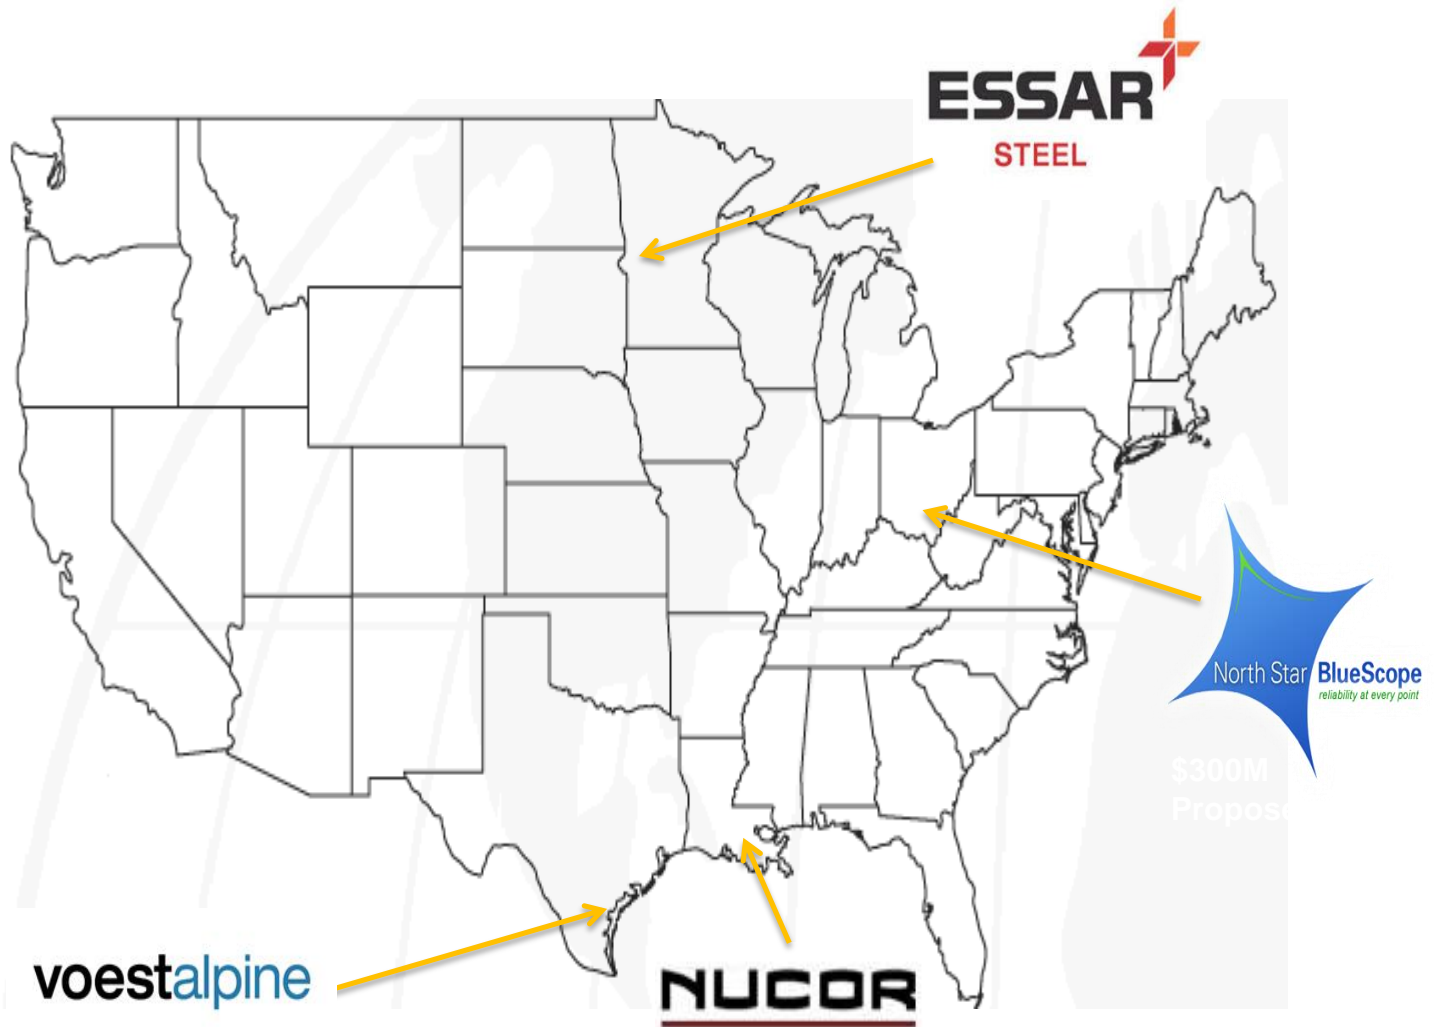 ESSAR
STEEL
North Star BlueScope
reliability at every point
$300M
voestalpine
NUCOR